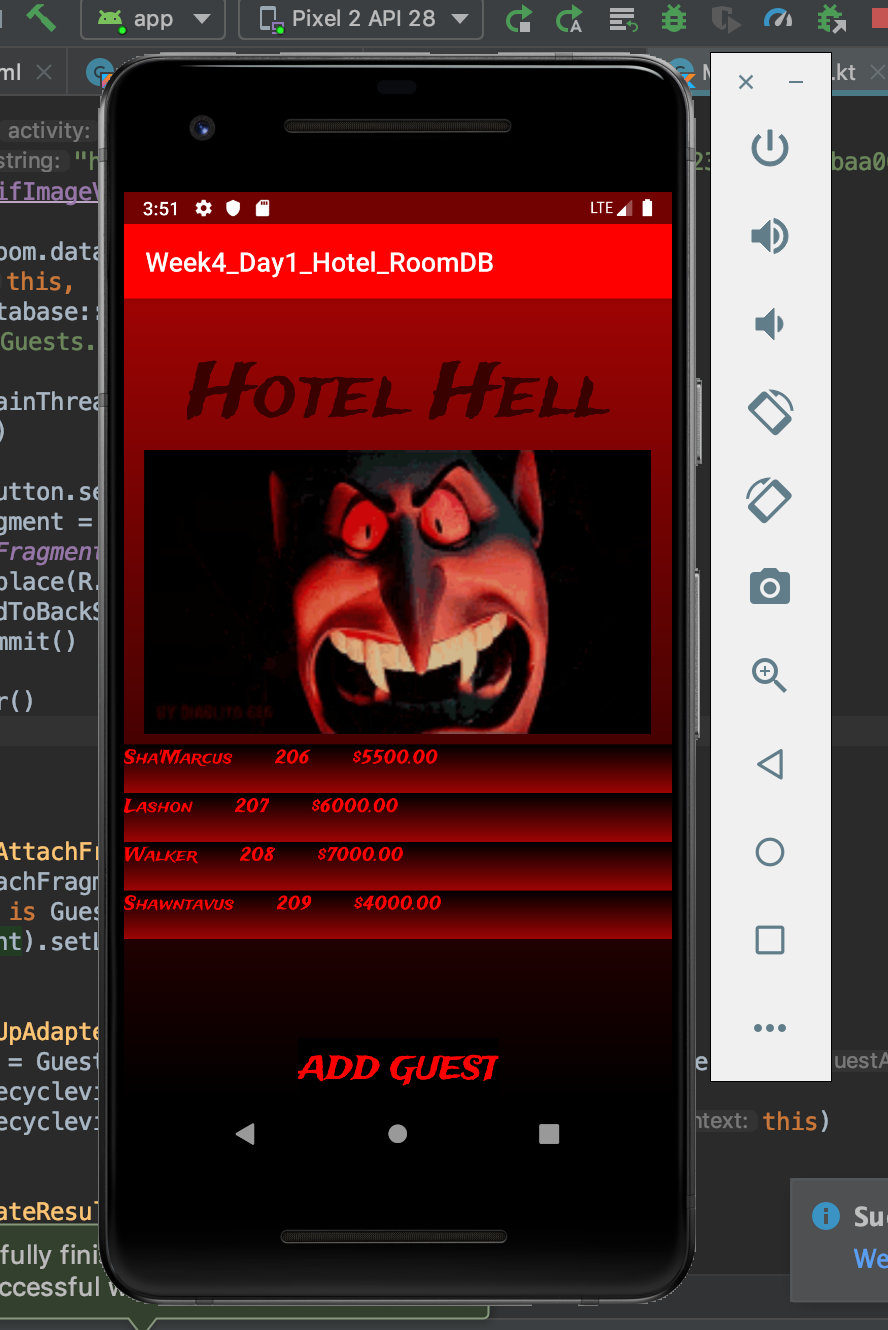 app Pixel 2 API 28
ml .kt
activity:
string: "h 23 baa0
ifImageV
3:51 LTE
Week4_Day1_Hotel_RoomDB
oom.data
this,
tabase::
Guests.
Hotel Hell
ainThrea
)
utton.se
gment =
Fragment
place(R.
dToBackS
mmit()
r()
BY DIABLITO 666
Sha'Marcus 206 $5500.00
Lashon 207 $6000.00
Walker 208 $7000.00
Shawntavus 209 $4000.00
AttachFr
achFragm
is Gues
nt).setL
UpAdapte
= Guest e uestA
ecyclevi
ecyclevi ntext: this)
ADD GUEST
ateResul
fully fini
ccessful w
Su
We